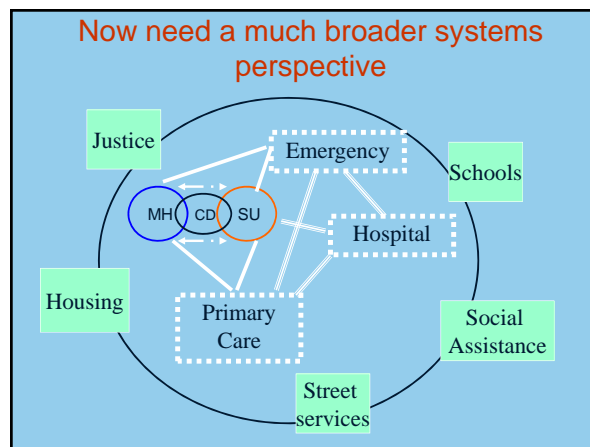 Now need a much broader systems
perspective
Justice
Emergency
Schools
MH
CD
SU
Hospital
Housing
Primary
Care
Social
Assistance
Street
services